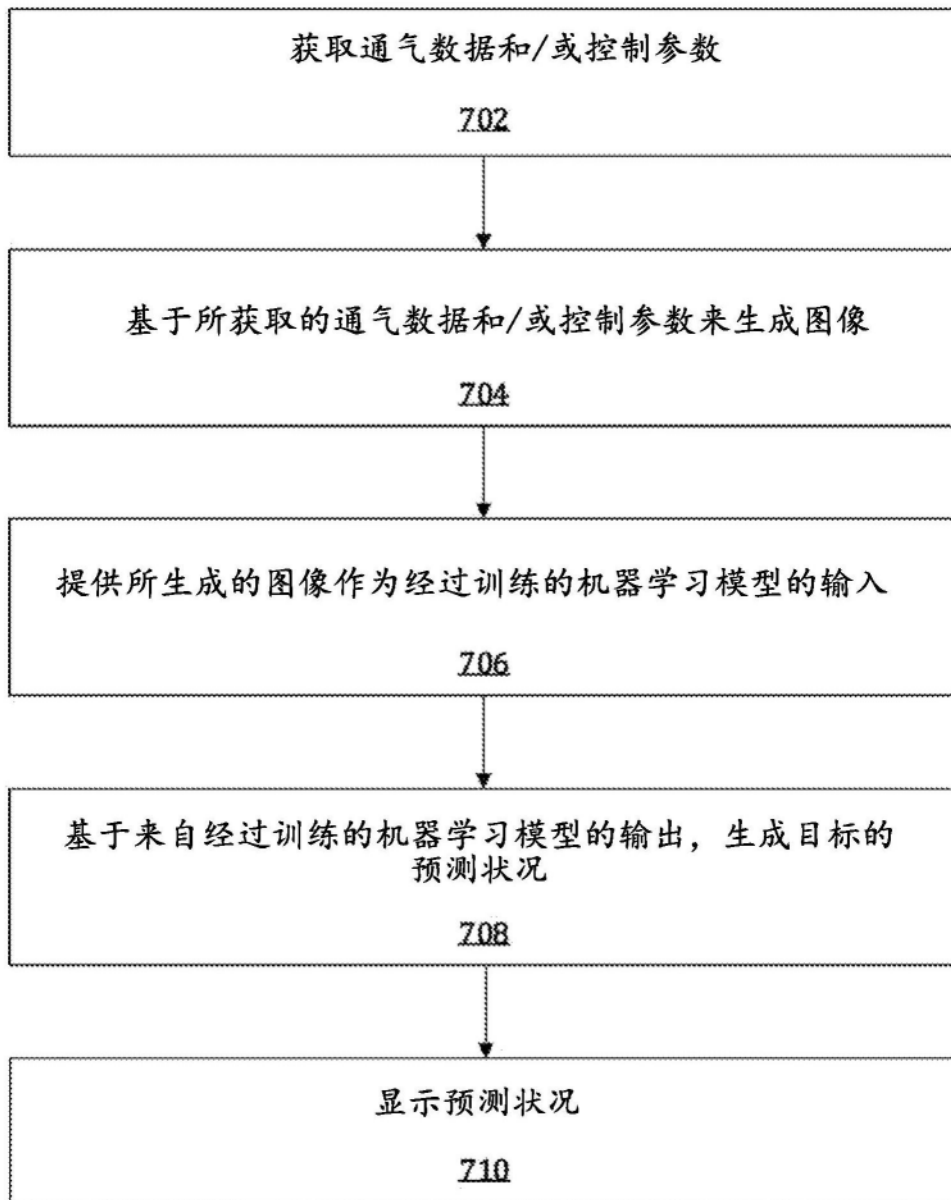 获取通气数据和/或控制参数
702
基于所获取的通气数据和/或控制参数来生成图像
704
提供所生成的图像作为经过训练的机器学习模型的输入
706
基于来自经过训练的机器学习模型的输出，生成目标的
预测状况
708
显示预测状况
710